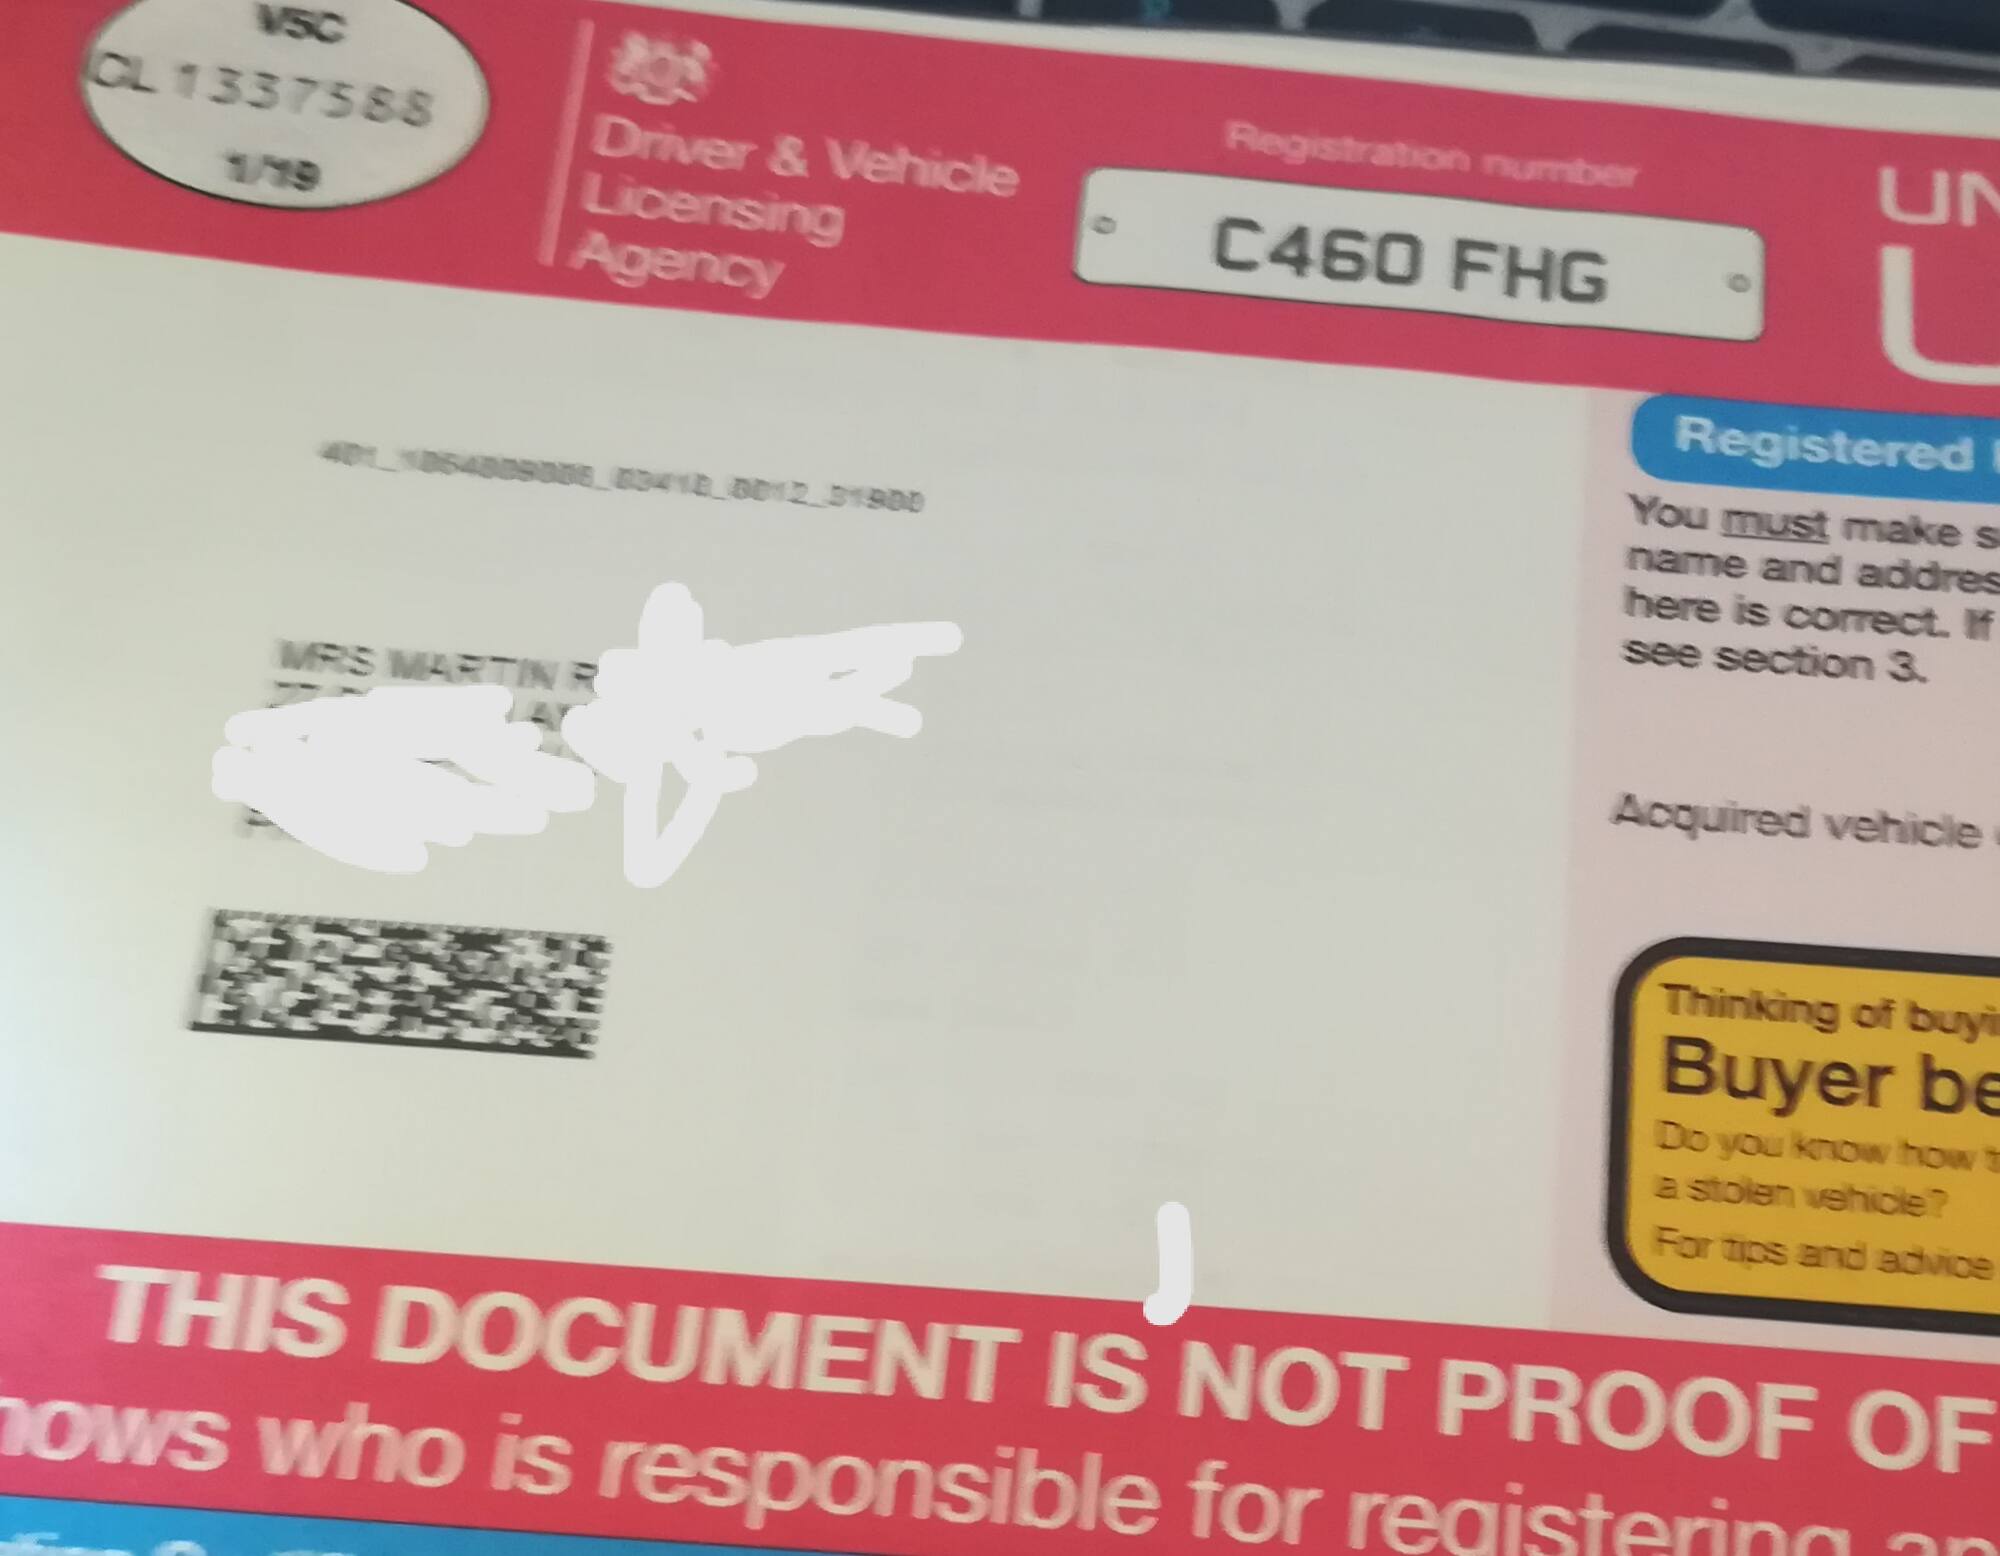 V5C
CL 1337588
1/19
Driver & Vehicle
Licensing
Agency
Registration number
C460 FHG
UN
U
Registered
You must make s
name and addres
here is correct. If
see section 3.
MRS MARTIN R
Acquired vehicle
Thinking of buyi
Buyer be
Do you know how t
a stolen vehicle?
For tips and advice
THIS DOCUMENT IS NOT PROOF OF
hows who is responsible for registering an